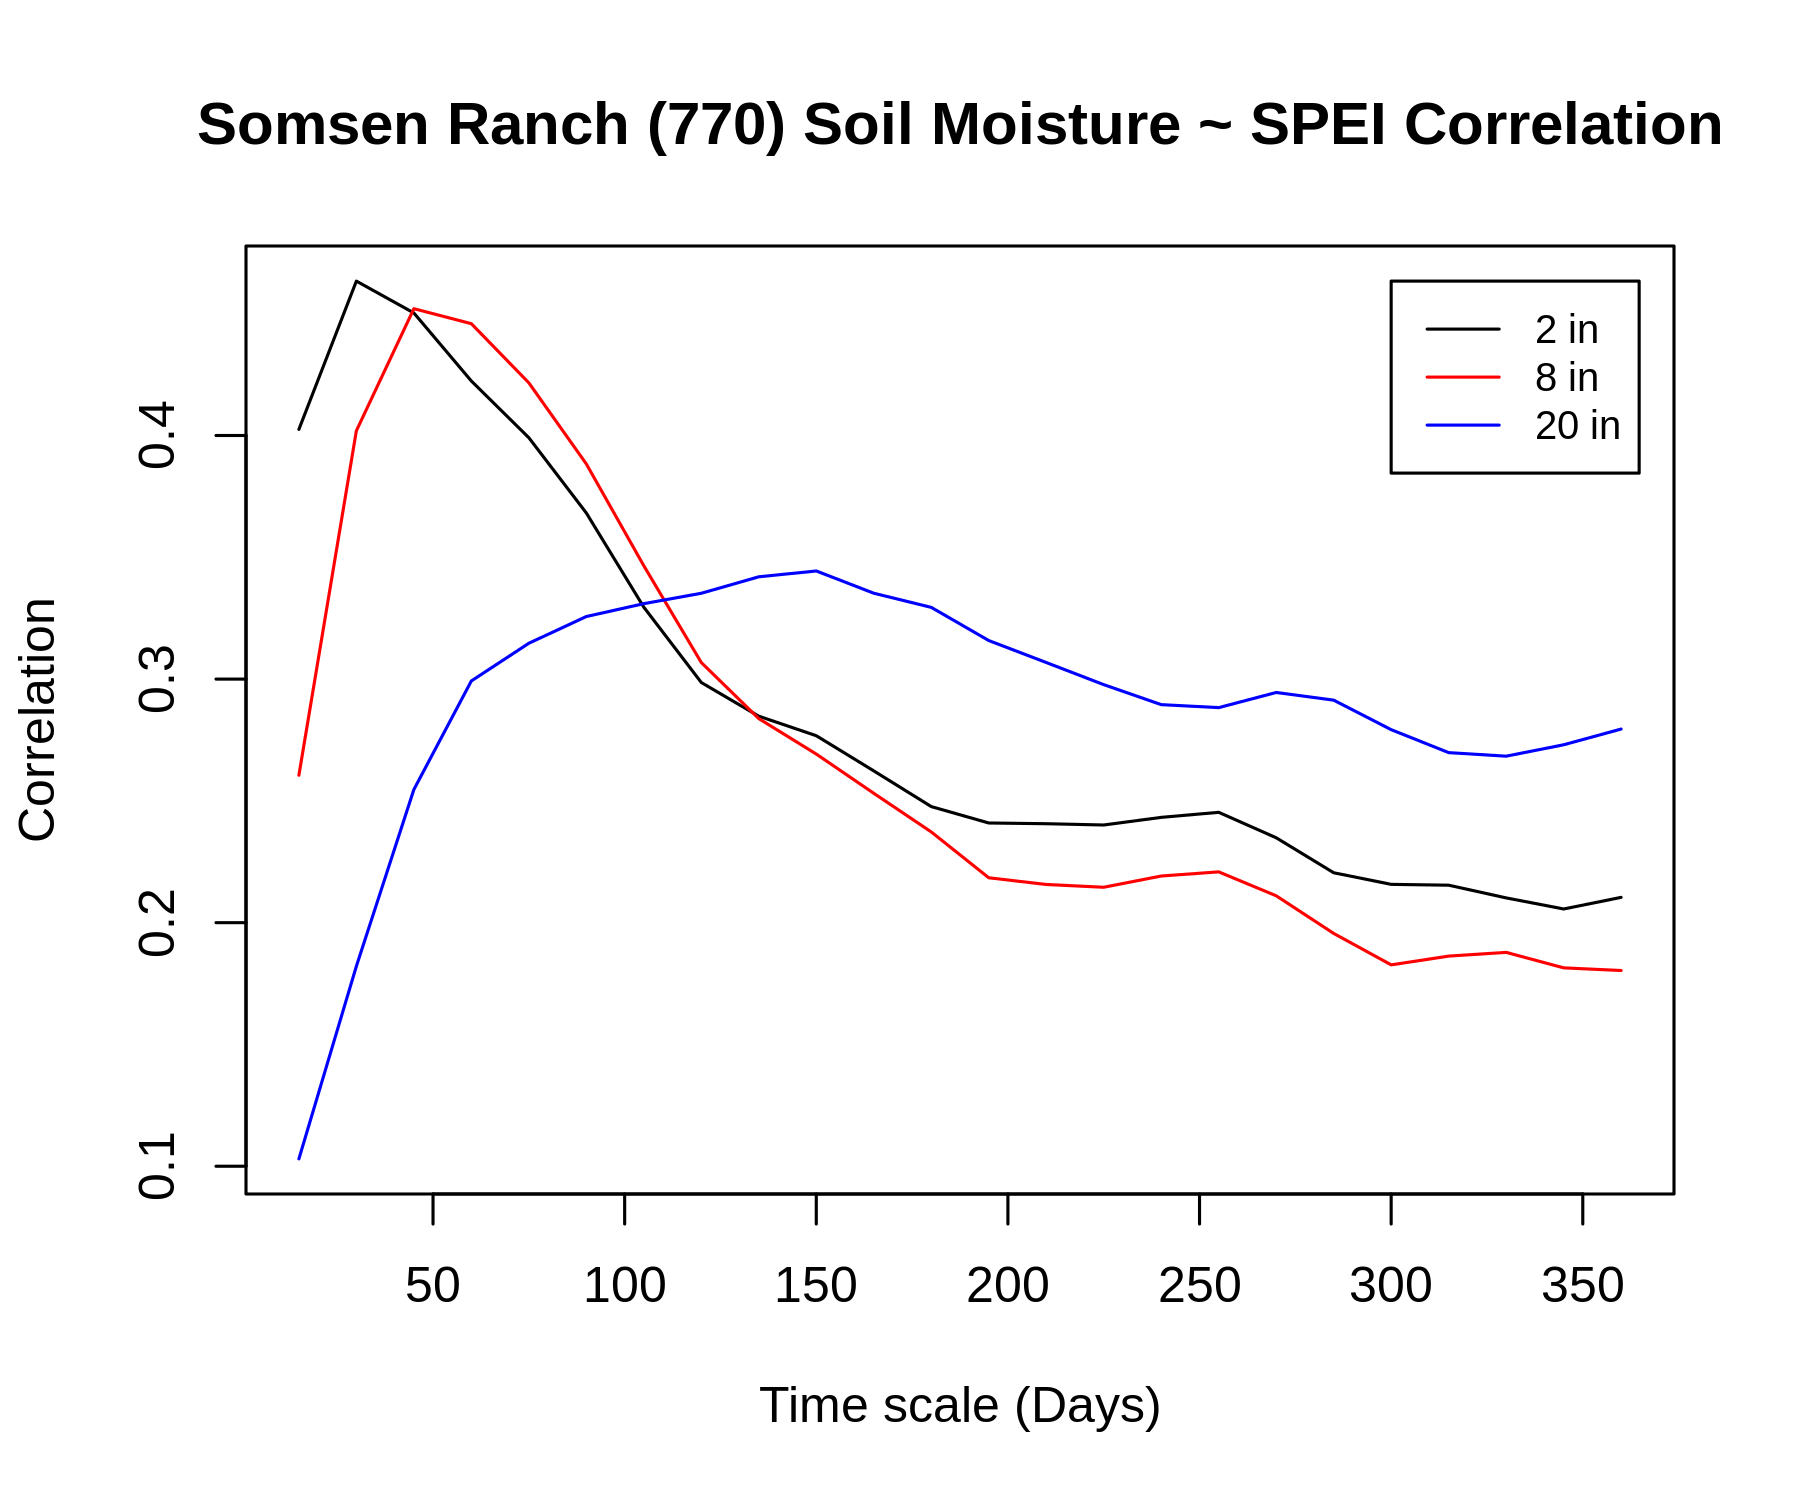 Somsen Ranch (770) Soil Moisture ~ SPEI Correlation
2 in
8 in
20 in
Correlation
0.4
0.3
0.2
0.1
50 100 150 200 250 300 350
Time scale (Days)